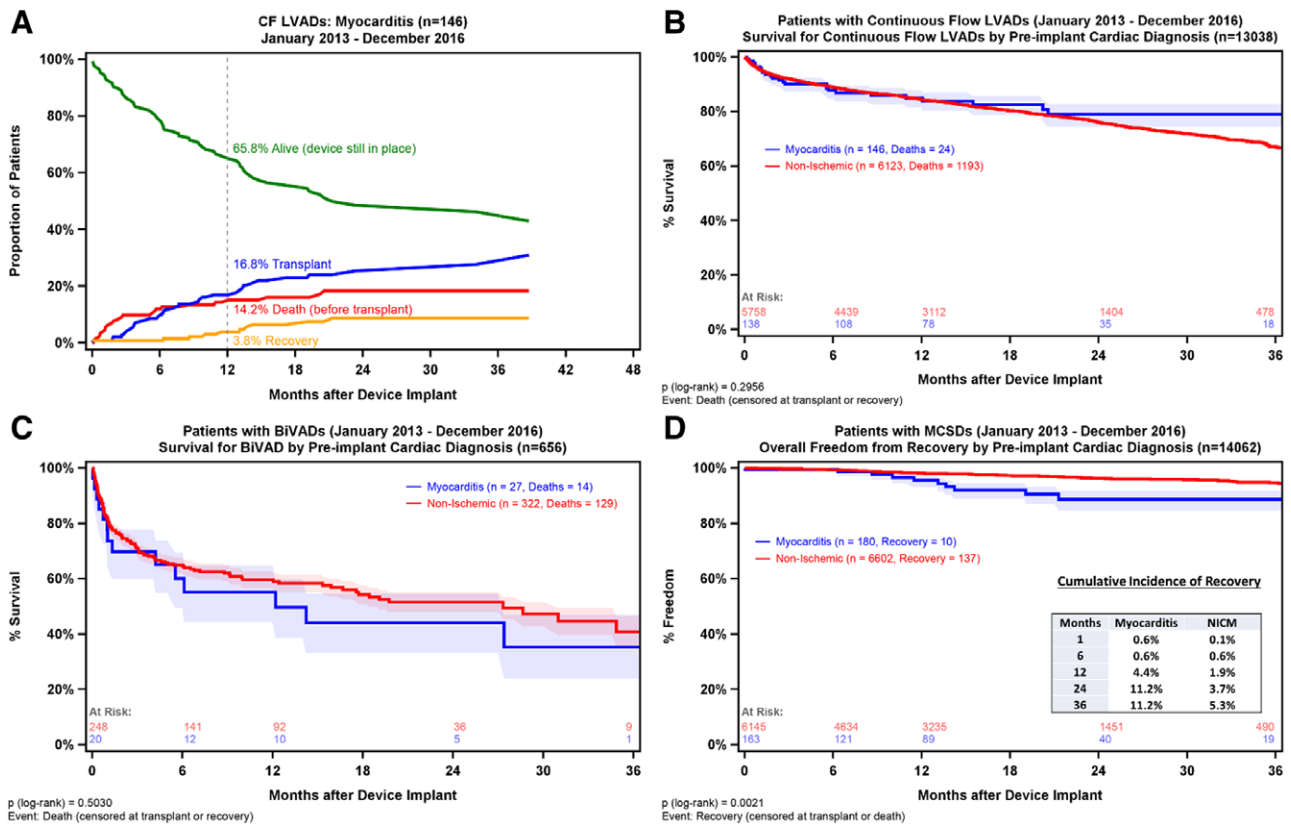 A
CF LVADs: Myocarditis (n=146)
January 2013 - December 2016
Proportion of Patients
100%
80%
60%
40%
20%
0%
65.8% Alive (device still in place)
16.8% Transplant
14.2% Death (before transplant)
3.8% Recovery
0 6 12 18 24 30 36 42 48
Months after Device Implant
B
Patients with Continuous Flow LVADs (January 2013 - December 2016)
Survival for Continuous Flow LVADs by Pre-implant Cardiac Diagnosis (n=13038)
% Survival
100%
80%
60%
40%
20%
0%
Myocarditis (n = 146, Deaths = 24)
Non-Ischemic (n = 6123, Deaths = 1193)
At Risk:
5758 4439 3112 1404 478
138 108 78 35 18
0 6 12 18 24 30 36
Months after Device Implant
p (log-rank) = 0.2956
Event: Death (censored at transplant or recovery)
C
Patients with BiVADs (January 2013 - December 2016)
Survival for BiVAD by Pre-implant Cardiac Diagnosis (n=656)
% Survival
100%
80%
60%
40%
20%
0%
Myocarditis (n = 27, Deaths = 14)
Non-Ischemic (n = 322, Deaths = 129)
At Risk:
248 141 92 36 9
20 12 10 5 1
0 6 12 18 24 30 36
Months after Device Implant
p (log-rank) = 0.5030
Event: Death (censored at transplant or recovery)
D
Patients with MCSDs (January 2013 - December 2016)
Overall Freedom from Recovery by Pre-implant Cardiac Diagnosis (n=14062)
% Freedom
100%
80%
60%
40%
20%
0%
Myocarditis (n = 180, Recovery = 10)
Non-Ischemic (n = 6602, Recovery = 137)
Cumulative Incidence of Recovery
Months Myocarditis NICM
1 0.6% 0.1%
6 0.6% 0.6%
12 4.4% 1.9%
24 11.2% 3.7%
36 11.2% 5.3%
At Risk:
6145 4634 3235 1451 490
163 121 89 40 19
0 6 12 18 24 30 36
Months after Device Implant
p (log-rank) = 0.0021
Event: Recovery (censored at transplant or death)